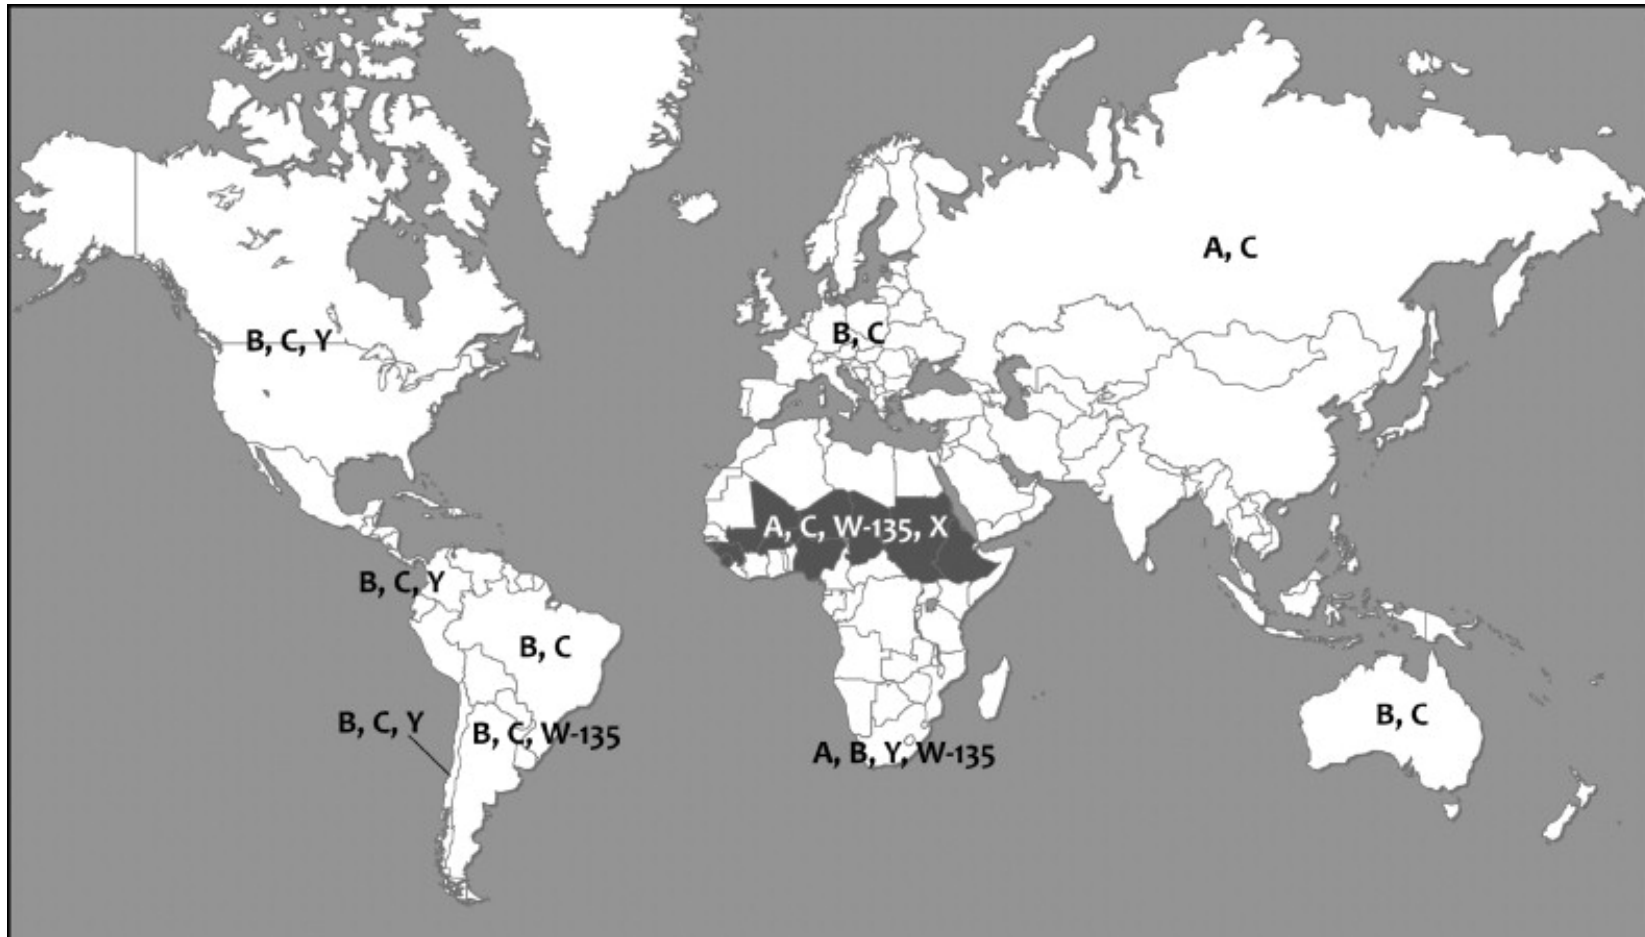 A, C
B, C, Y
B, C
A, C, W-135, X
B, C, Y
B, C
B, C, Y
B, C, W-135
A, B, Y, W-135
B, C